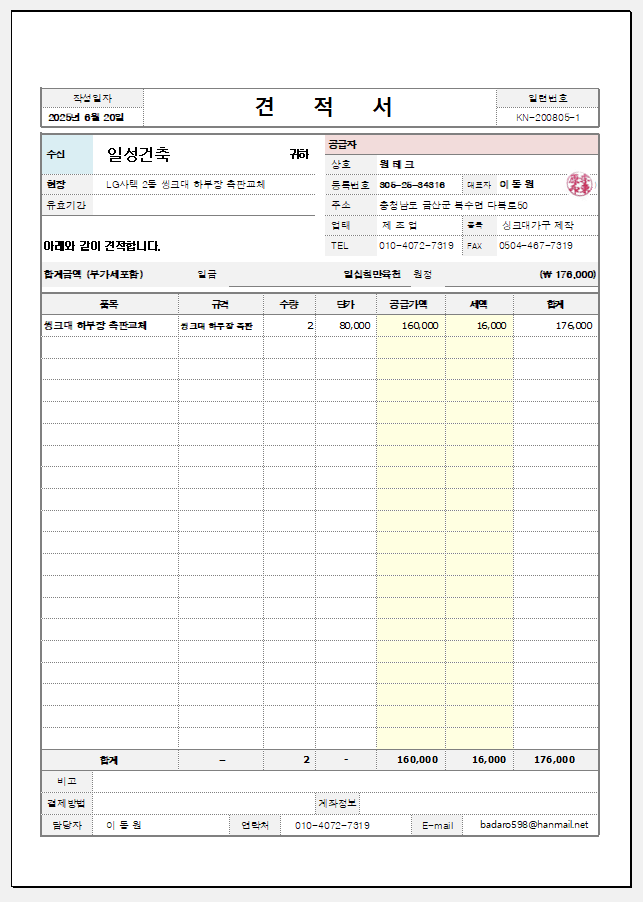 작성일자
2025년 6월 20일
견 적 서
일련번호
KN-200805-1
수신 일성건축 귀하
현장 LG사택 2동 씽크대 하부장 측판교체
유효기간
아래와 같이 견적합니다.
공급자
상호 원테크
등록번호 305-25-34316 대표자 이동원
주소 충청남도 금산군 복수면 다복로50
업태 제조업 종목 싱크대가구 제작
TEL 010-4072-7319 FAX 0504-467-7319
합계금액 (부가세포함) 일금 일십칠만육천 원정 (₩ 176,000)
품목 규격 수량 단가 공급가액 세액 합계
씽크대 하부장 측판교체 씽크대 하부장 측판 2 80,000 160,000 16,000 176,000
합계 – 2 - 160,000 16,000 176,000
비고
결제방법 계좌정보
담당자 이동원 연락처 010-4072-7319 E-mail badaro598@hanmail.net